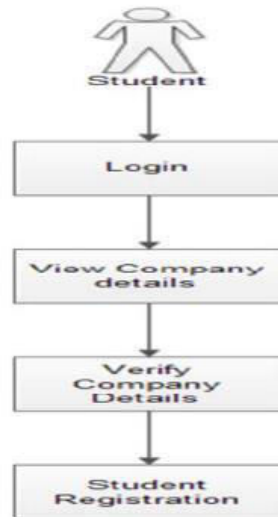 Student
Login
View Company
details
Verify
Company
Details
Student
Registration